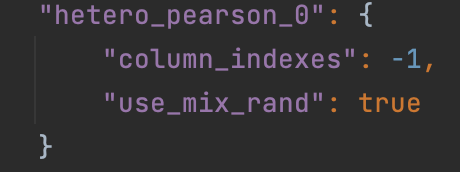 "hetero_pearson_0": {
"column_indexes": -1,
"use_mix_rand": true
}